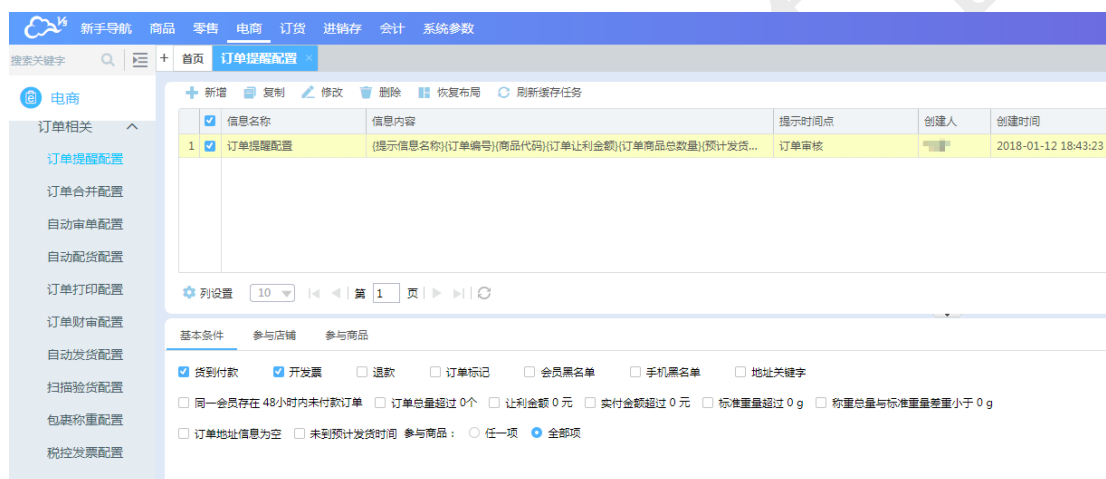 V5 新手导航 商品 零售 电商 订货 进销存 会计 系统参数
搜索关键字 + 首页 订单提醒配置 ×
电商
订单相关
订单提醒配置
订单合并配置
自动审单配置
自动配货配置
订单打印配置
订单财审配置
自动发货配置
扫描验货配置
包裹称重配置
税控发票配置
新增 复制 修改 删除 恢复布局 刷新缓存任务
信息名称 信息内容 提示时间点 创建人 创建时间
1 订单提醒配置 {提示信息名称}{订单编号}{商品代码}{订单让利金额}{订单商品总数量}{预计发货... 订单审核 2018-01-12 18:43:23
列设置 10 第 1 页
基本条件 参与店铺 参与商品
货到付款 开发票 退款 订单标记 会员黑名单 手机黑名单 地址关键字
同一会员存在 48小时内未付款订单 订单总量超过 0个 让利金额 0 元 实付金额超过 0 元 标准重量超过 0 g 称重总量与标准重量差重小于 0 g
订单地址信息为空 未到预计发货时间 参与商品： 任一项 全部项